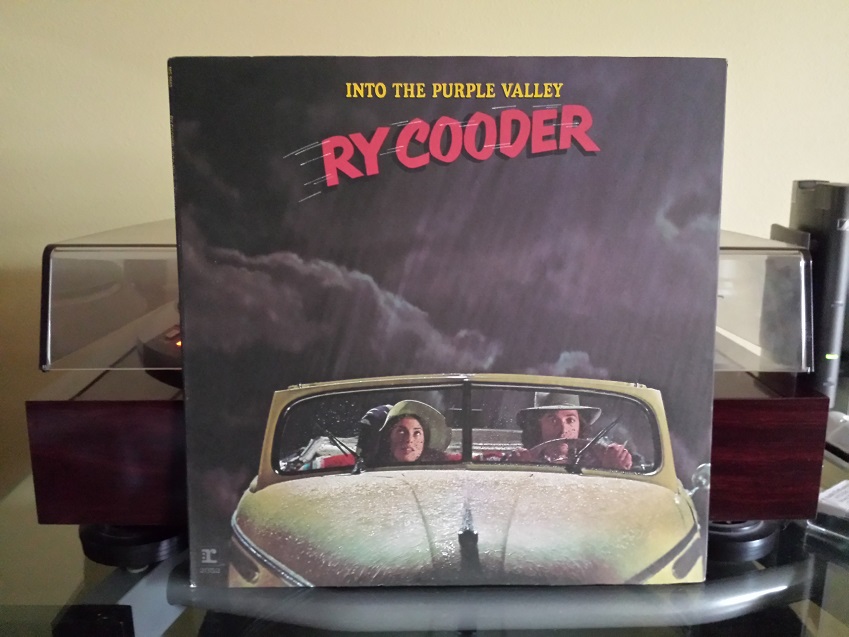 INTO THE PURPLE VALLEY
RY COODER